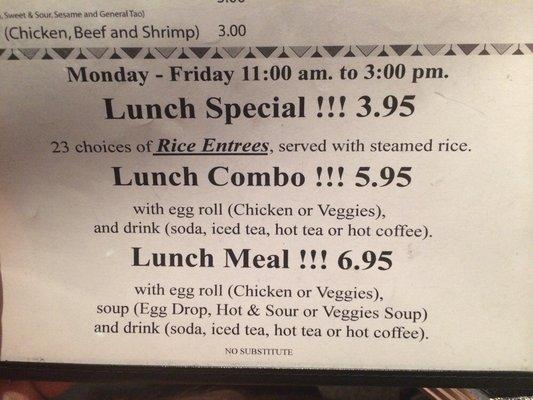 Sweet & Sour, Sesame and General Tao)
(Chicken, Beef and Shrimp) 3.00
Monday - Friday 11:00 am. to 3:00 pm.
Lunch Special !!! 3.95
23 choices of Rice Entrees, served with steamed rice.
Lunch Combo !!! 5.95
with egg roll (Chicken or Veggies),
and drink (soda, iced tea, hot tea or hot coffee).
Lunch Meal !!! 6.95
with egg roll (Chicken or Veggies),
soup (Egg Drop, Hot & Sour or Veggies Soup)
and drink (soda, iced tea, hot tea or hot coffee).
NO SUBSTITUTE